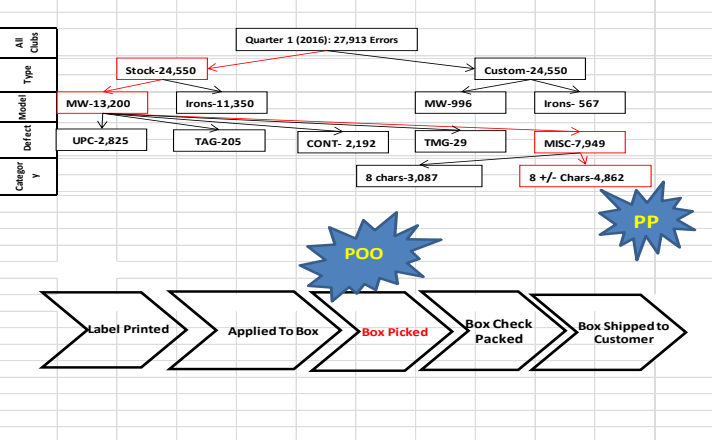 All Clubs
Quarter 1 (2016): 27,913 Errors
Type
Stock-24,550
Custom-24,550
Model
MW-13,200
Irons-11,350
MW-996
Irons- 567
Defect
UPC-2,825
TAG-205
CONT- 2,192
TMG-29
MISC-7,949
Categor
y
8 chars-3,087
8 +/- Chars-4,862
PP
POO
Label Printed
Applied To Box
Box Picked
Box Check
Packed
Box Shipped to
Customer